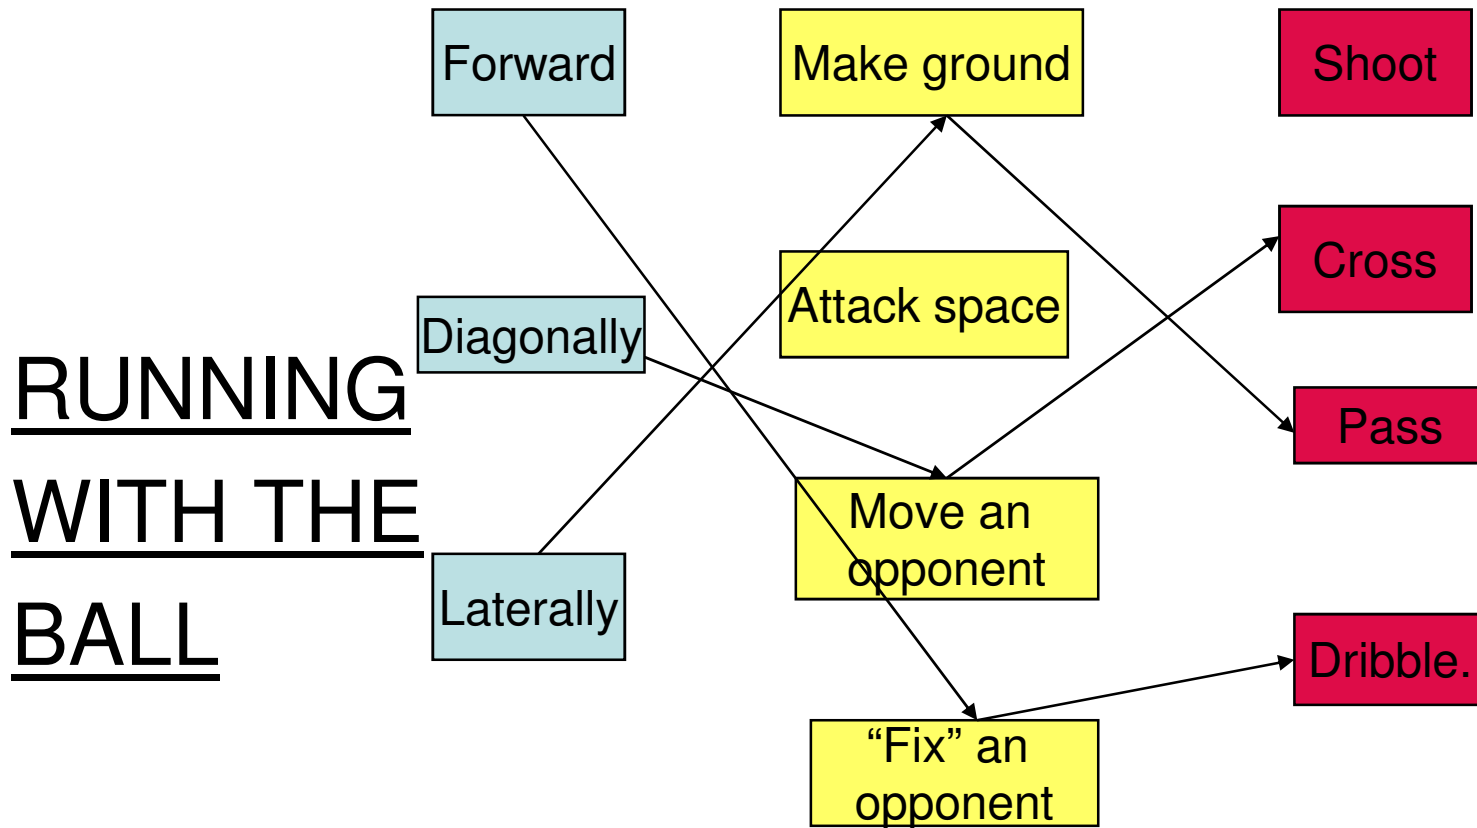 RUNNING
WITH THE
BALL
Forward
Diagonally
Laterally
Make ground
Attack space
Move an
opponent
“Fix” an
opponent
Shoot
Cross
Pass
Dribble.